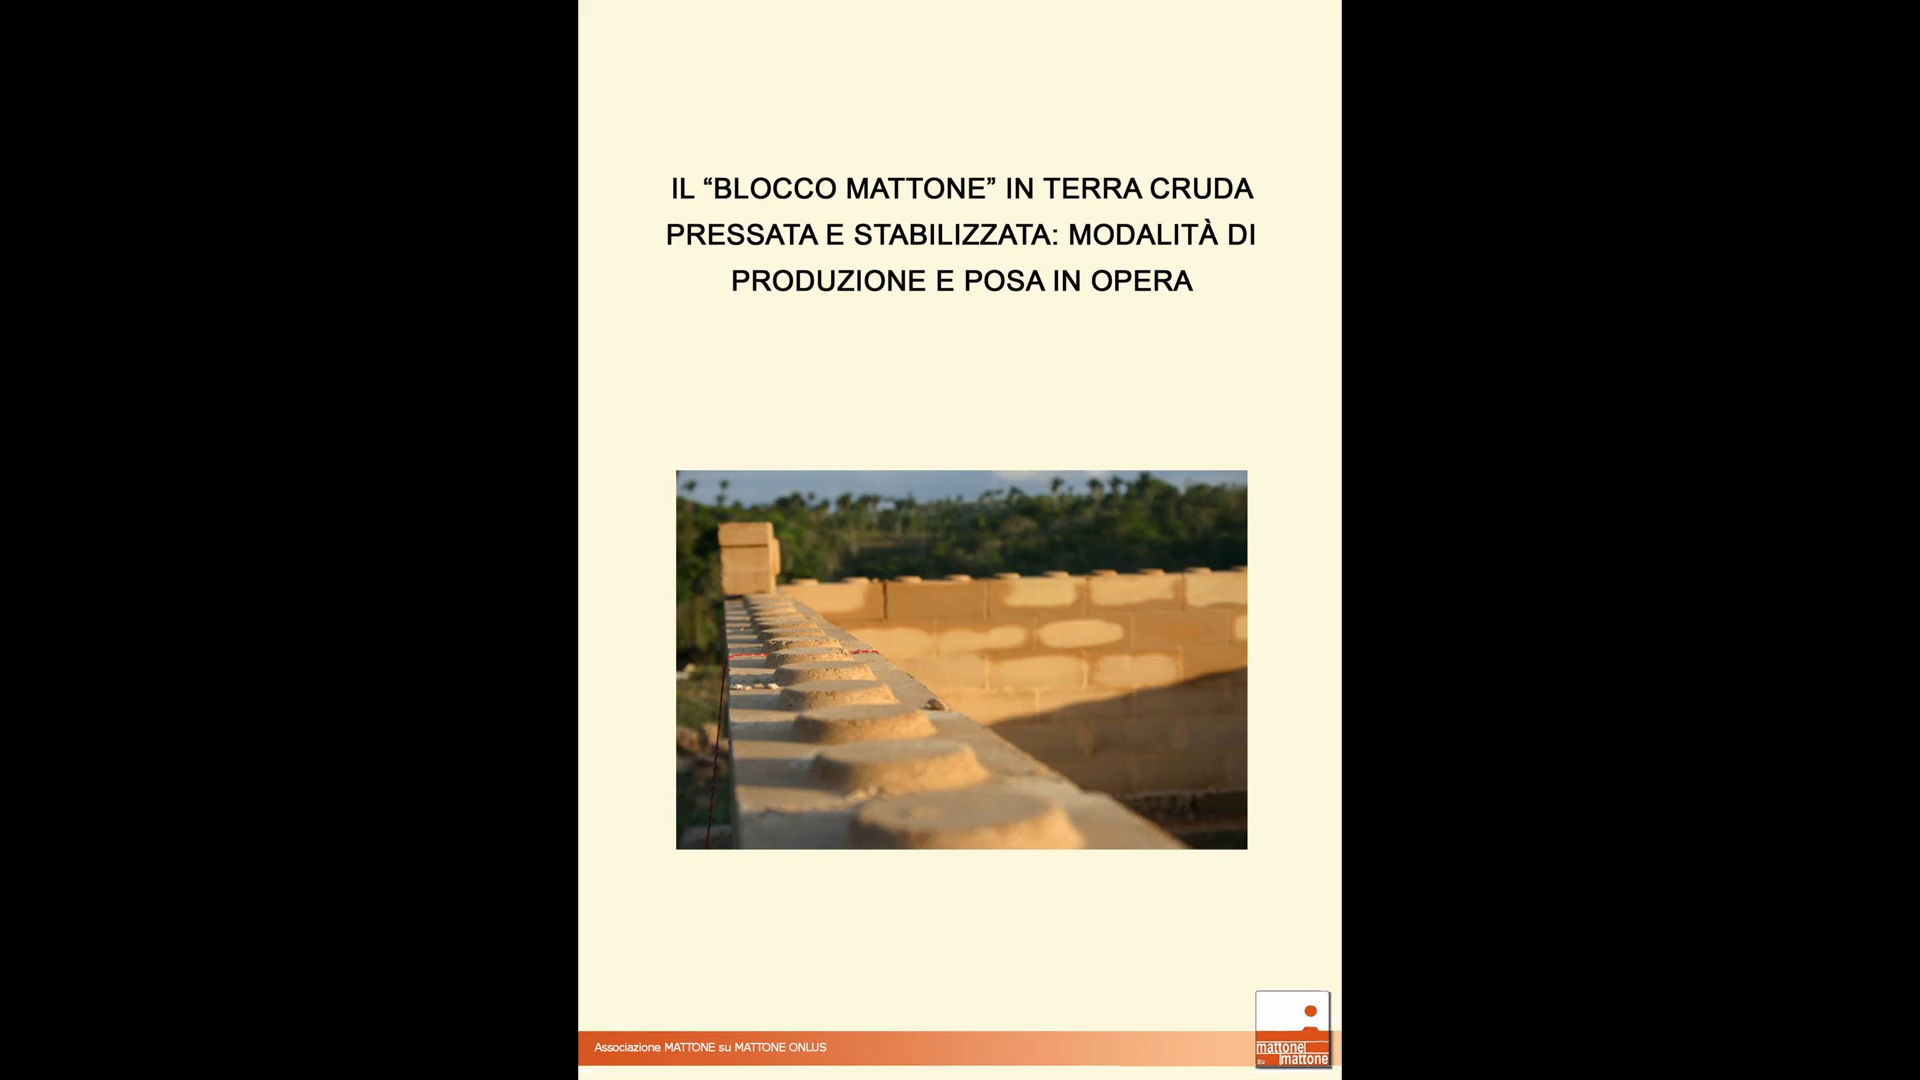 IL “BLOCCO MATTONE” IN TERRA CRUDA
PRESSATA E STABILIZZATA: MODALITÀ DI
PRODUZIONE E POSA IN OPERA
Associazione MATTONE su MATTONE ONLUS
mattone
su mattone